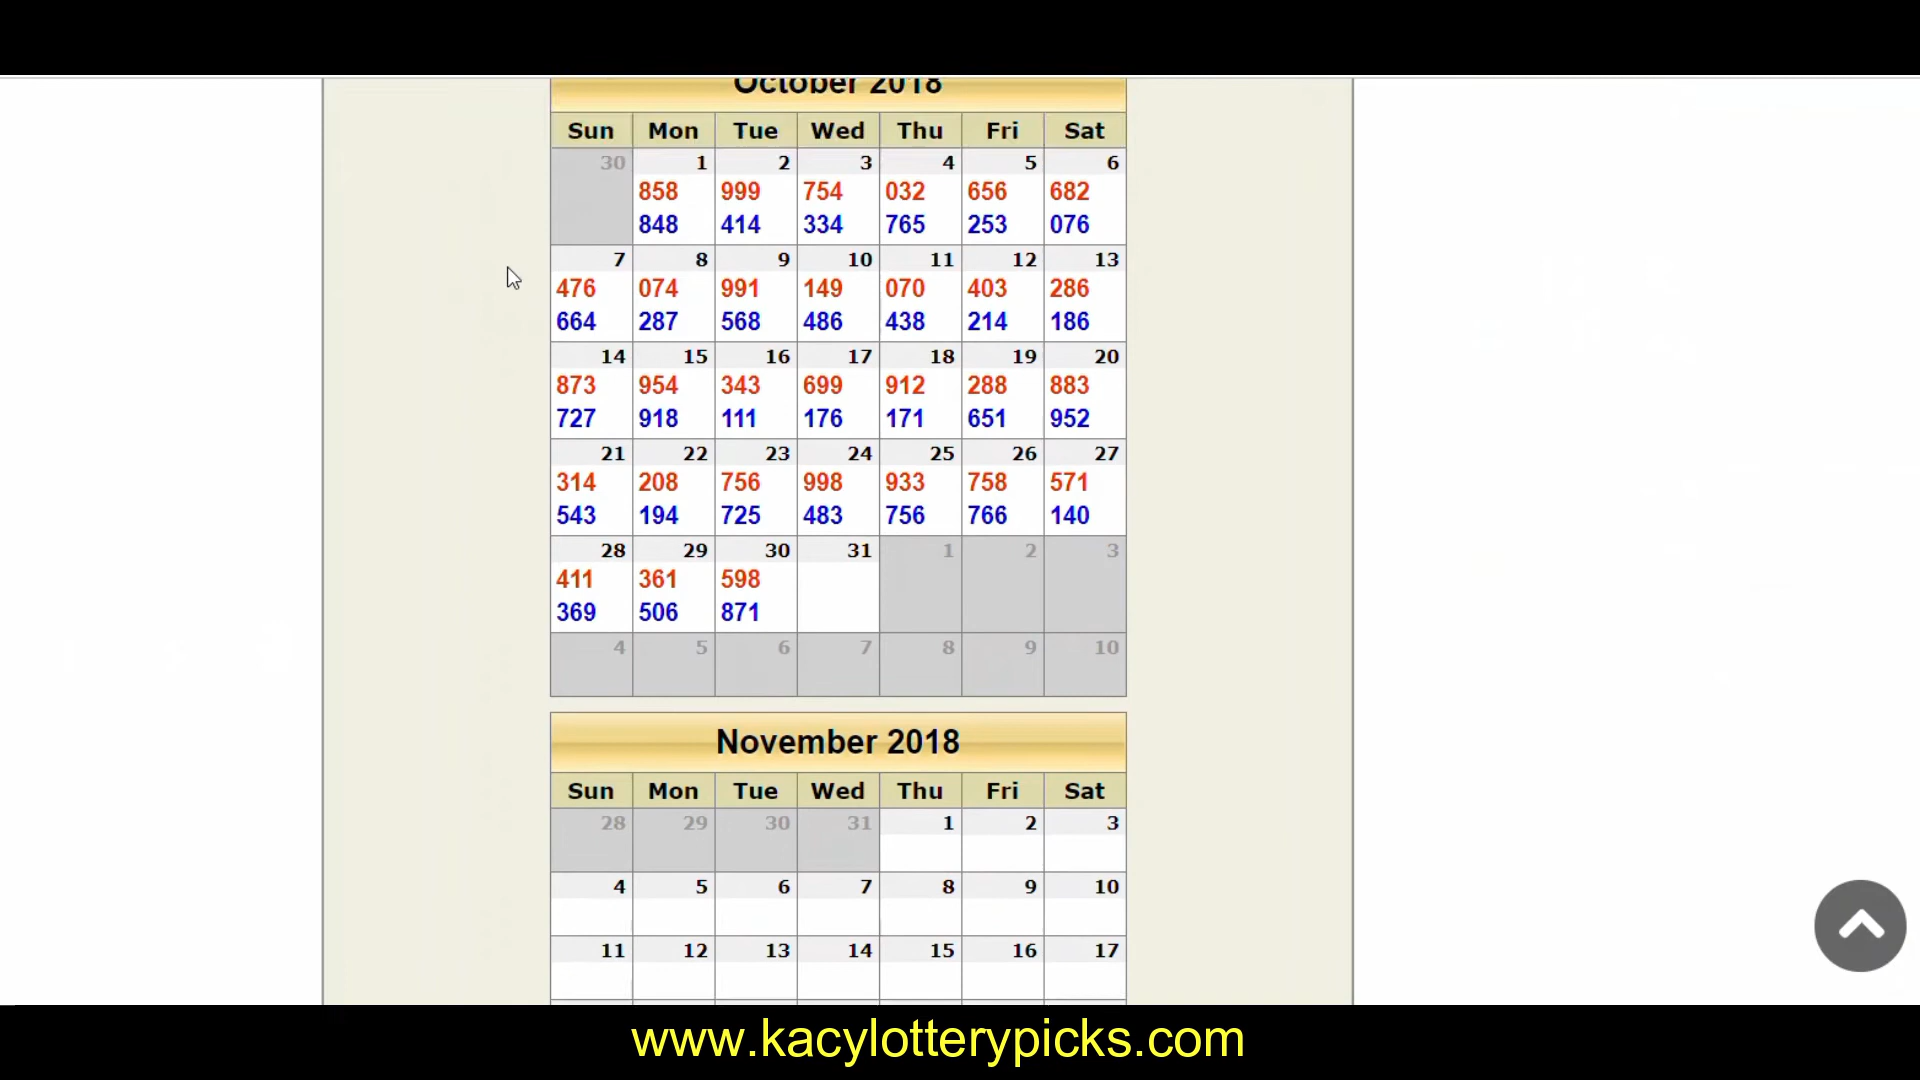 October 2018
Sun Mon Tue Wed Thu Fri Sat
30 1 2 3 4 5 6
858 999 754 032 656 682
848 414 334 765 253 076
7 8 9 10 11 12 13
476 074 991 149 070 403 286
664 287 568 486 438 214 186
14 15 16 17 18 19 20
873 954 343 699 912 288 883
727 918 111 176 171 651 952
21 22 23 24 25 26 27
314 208 756 998 933 758 571
543 194 725 483 756 766 140
28 29 30 31 1 2 3
411 361 598
369 506 871
4 5 6 7 8 9 10
November 2018
Sun Mon Tue Wed Thu Fri Sat
28 29 30 31 1 2 3
4 5 6 7 8 9 10
11 12 13 14 15 16 17
www.kacylotterypicks.com